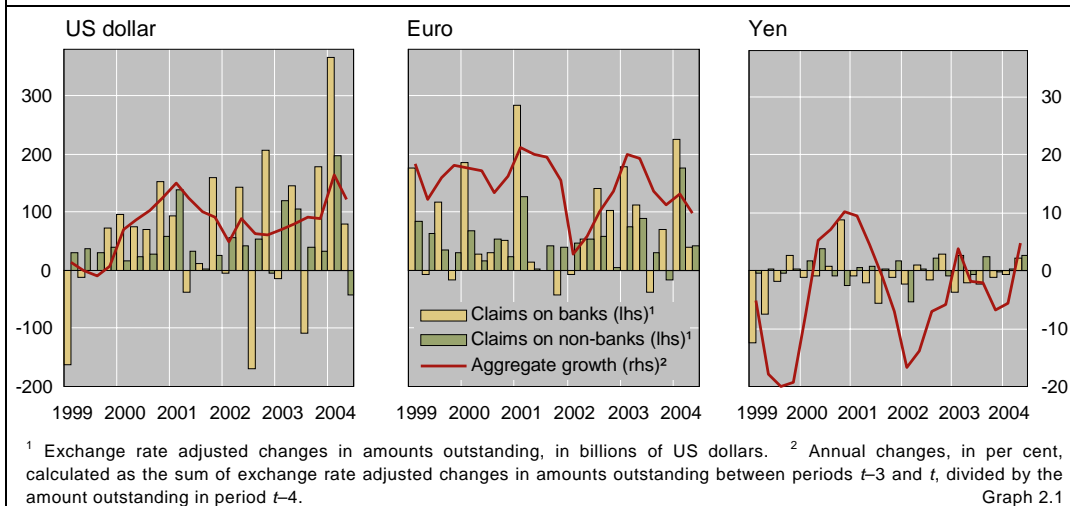 US dollar
Euro
Yen
300
200
100
0
-100
-200
30
20
10
0
-10
-20
Claims on banks (lhs)¹
Claims on non-banks (lhs)¹
Aggregate growth (rhs)²
1999 2000 2001 2002 2003 2004
1999 2000 2001 2002 2003 2004
1999 2000 2001 2002 2003 2004
¹ Exchange rate adjusted changes in amounts outstanding, in billions of US dollars. ² Annual changes, in per cent,
calculated as the sum of exchange rate adjusted changes in amounts outstanding between periods t–3 and t, divided by the
amount outstanding in period t–4. Graph 2.1